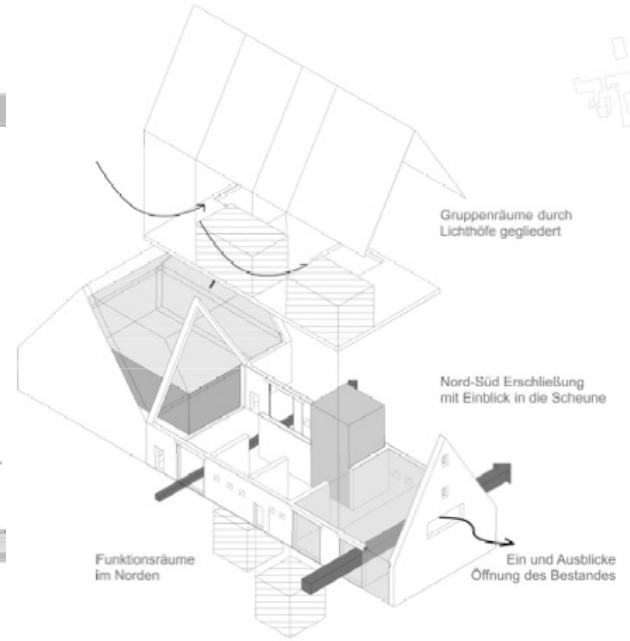 Gruppenräume durch
Lichthöfe gegliedert
Nord-Süd Erschließung
mit Einblick in die Scheune
Funktionsräume
im Norden
Ein und Ausblicke
Öffnung des Bestandes